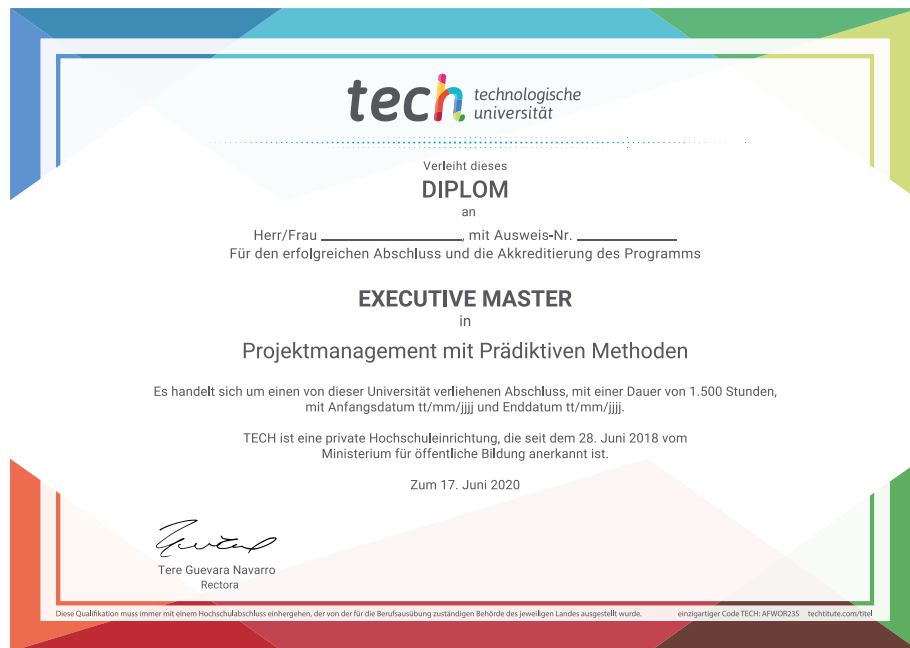 tech technologische
universität
Verleiht dieses
DIPLOM
an
Herr/Frau ____________________, mit Ausweis-Nr. ______________
Für den erfolgreichen Abschluss und die Akkreditierung des Programms
EXECUTIVE MASTER
in
Projektmanagement mit Prädiktiven Methoden
Es handelt sich um einen von dieser Universität verliehenen Abschluss, mit einer Dauer von 1.500 Stunden,
mit Anfangsdatum tt/mm/jjjj und Enddatum tt/mm/jjjj.
TECH ist eine private Hochschuleinrichtung, die seit dem 28. Juni 2018 vom
Ministerium für öffentliche Bildung anerkannt ist.
Zum 17. Juni 2020
Tere Guevara Navarro
Rectora
Diese Qualifikation muss immer mit einem Hochschulabschluss einhergehen, der von der für die Berufsausübung zuständigen Behörde des jeweiligen Landes ausgestellt wurde. einzigartiger Code TECH: AFWOR23S techtitute.com/titel